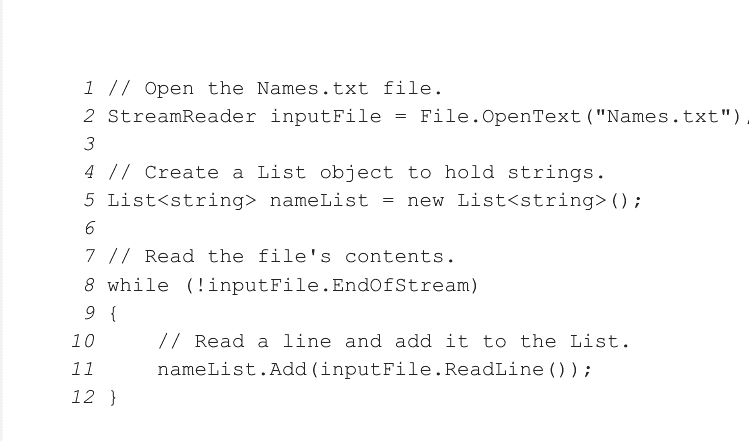 1 // Open the Names.txt file.
2 StreamReader inputFile = File.OpenText("Names.txt");
3
4 // Create a List object to hold strings.
5 List<string> nameList = new List<string>();
6
7 // Read the file's contents.
8 while (!inputFile.EndOfStream)
9 {
10     // Read a line and add it to the List.
11     nameList.Add(inputFile.ReadLine());
12 }